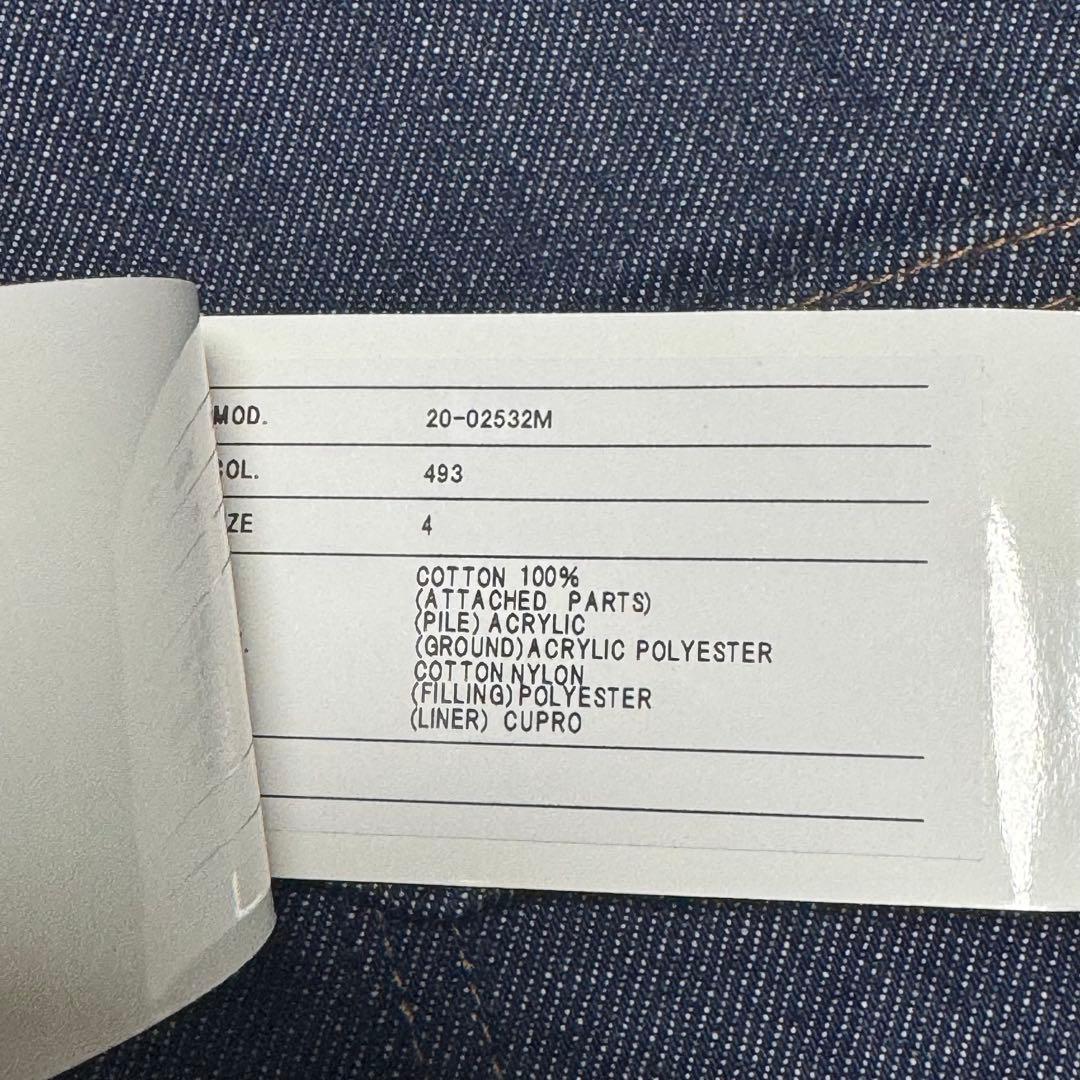 MOD. 20-02532M
COL. 493
IZE 4
COTTON 100%
(ATTACHED PARTS)
(PILE) ACRYLIC
(GROUND)ACRYLIC POLYESTER
COTTON NYLON
(FILLING)POLYESTER
(LINER) CUPRO